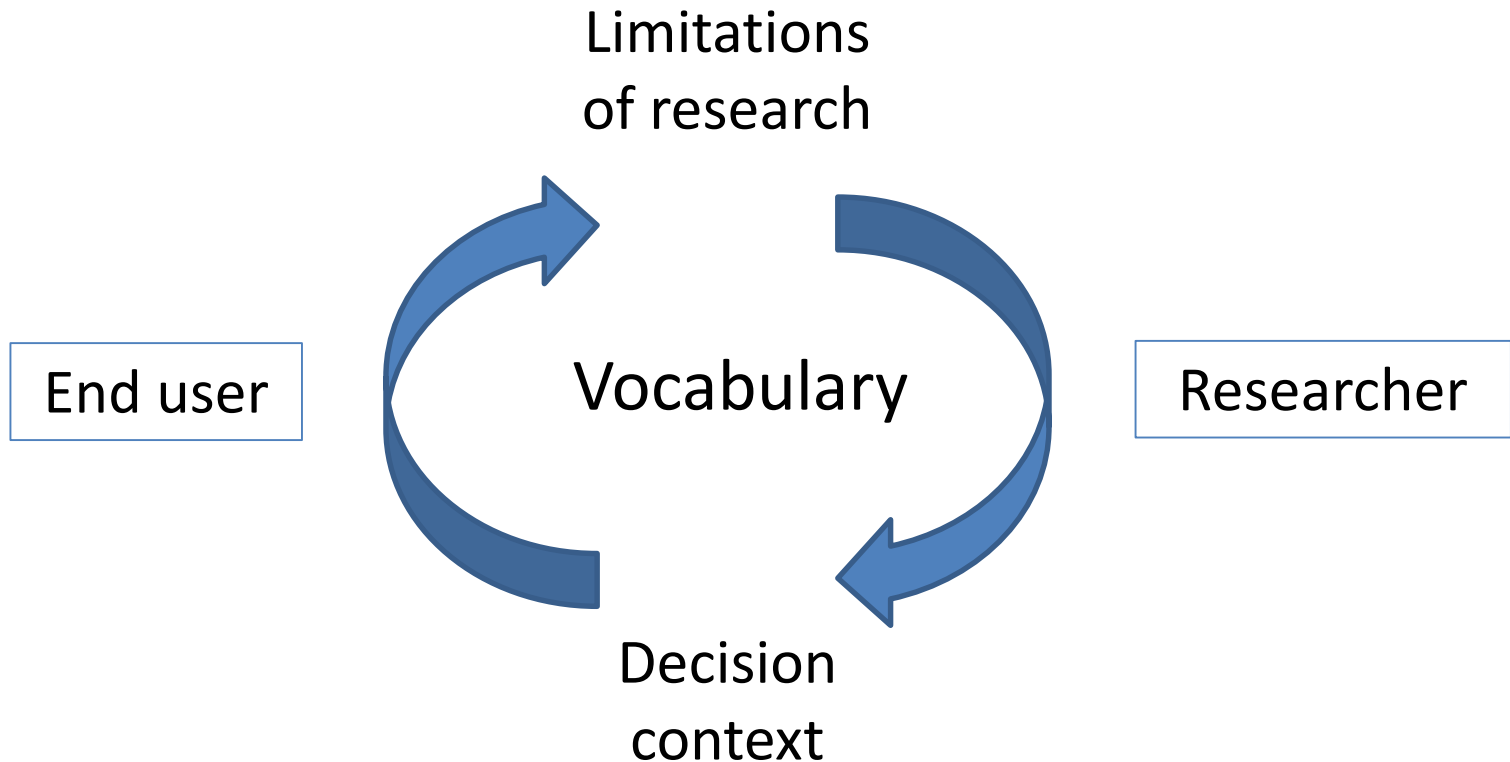 Limitations
of research
End user
Vocabulary
Researcher
Decision
context